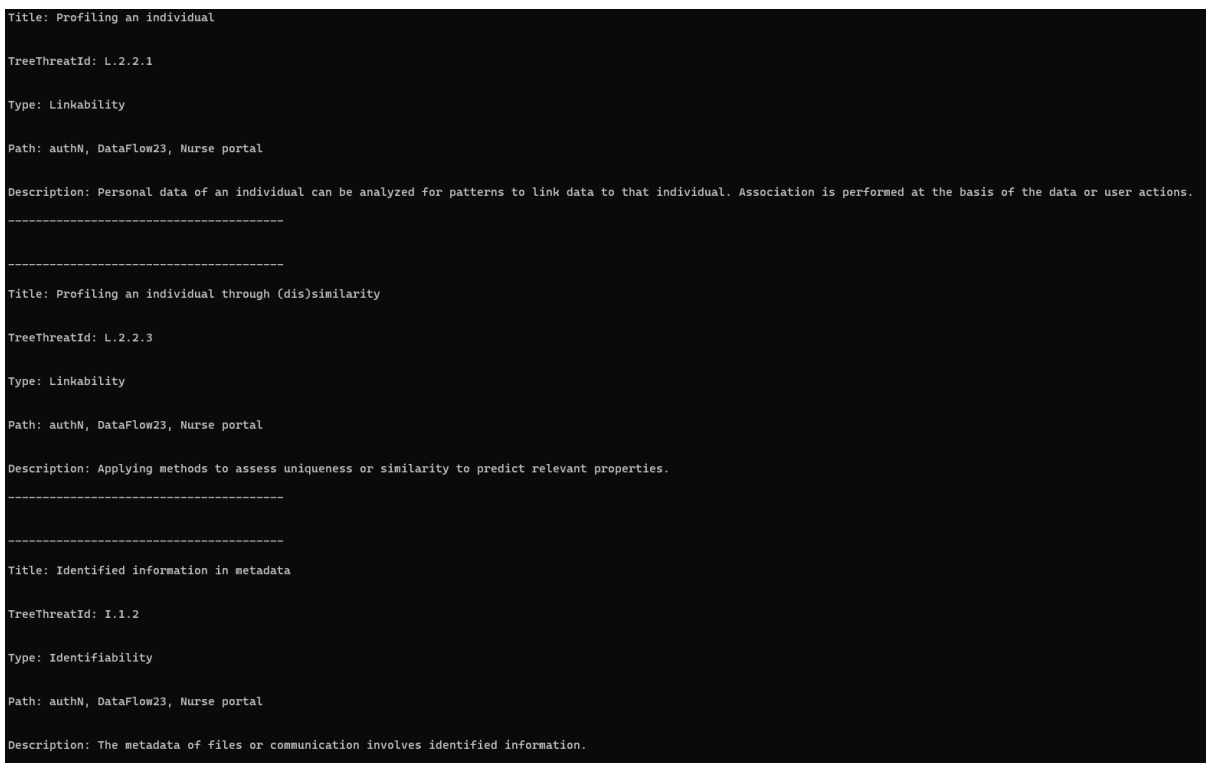 Title: Profiling an individual
TreeThreatId: L.2.2.1
Type: Linkability
Path: authN, DataFlow23, Nurse portal
Description: Personal data of an individual can be analyzed for patterns to link data to that individual. Association is performed at the basis of the data or user actions.
----------------------------------------
----------------------------------------
Title: Profiling an individual through (dis)similarity
TreeThreatId: L.2.2.3
Type: Linkability
Path: authN, DataFlow23, Nurse portal
Description: Applying methods to assess uniqueness or similarity to predict relevant properties.
----------------------------------------
----------------------------------------
Title: Identified information in metadata
TreeThreatId: I.1.2
Type: Identifiability
Path: authN, DataFlow23, Nurse portal
Description: The metadata of files or communication involves identified information.